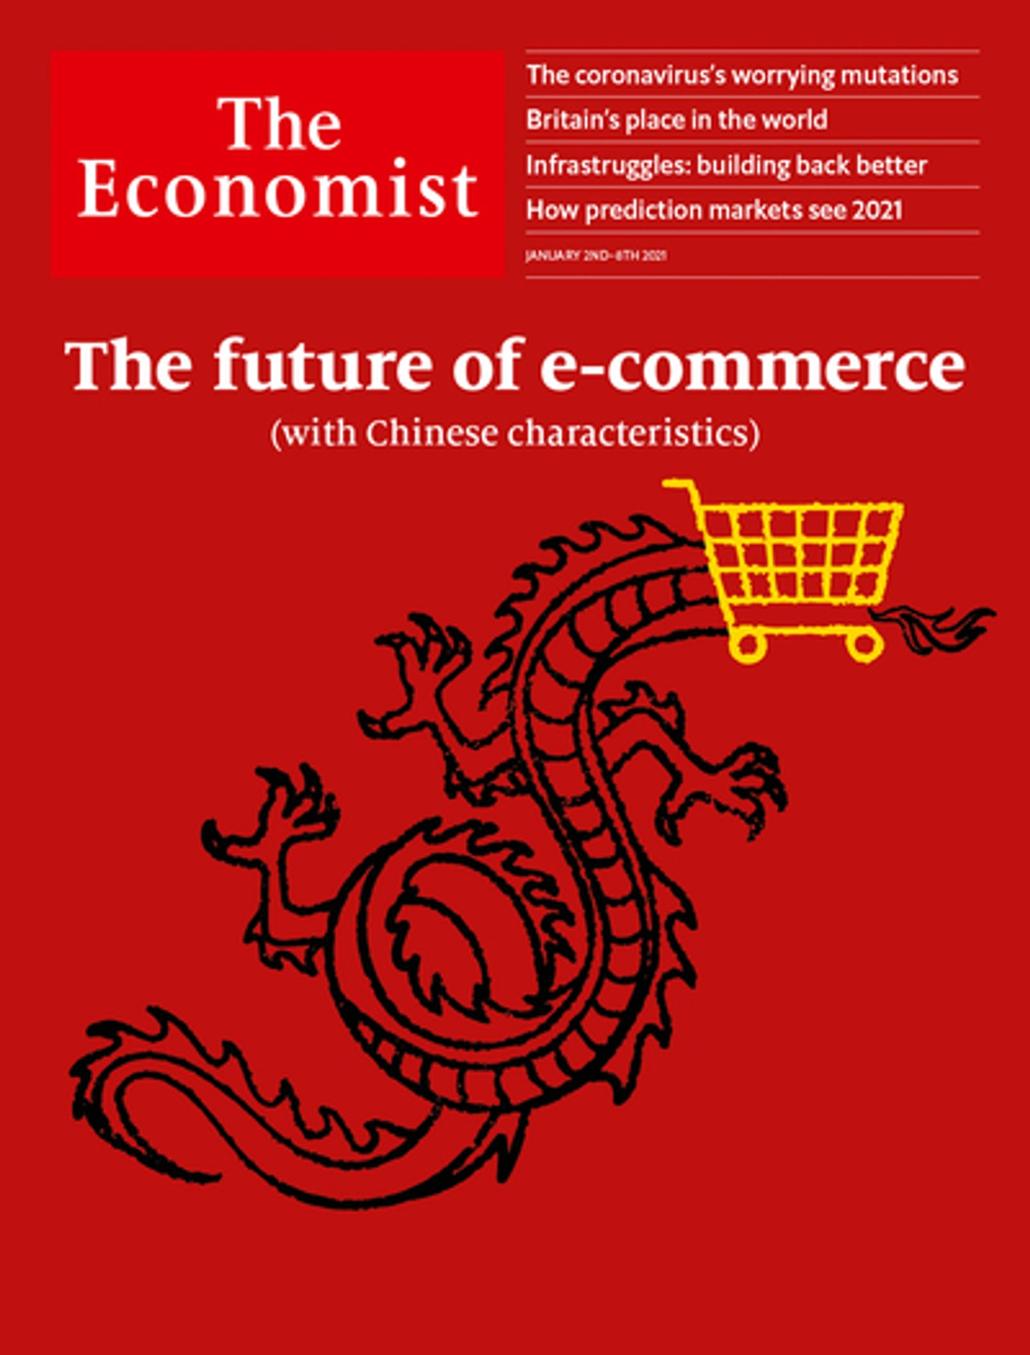 The
Economist
The coronavirus's worrying mutations
Britain's place in the world
Infrastruggles: building back better
How prediction markets see 2021
JANUARY 2ND–8TH 2021
The future of e-commerce
(with Chinese characteristics)